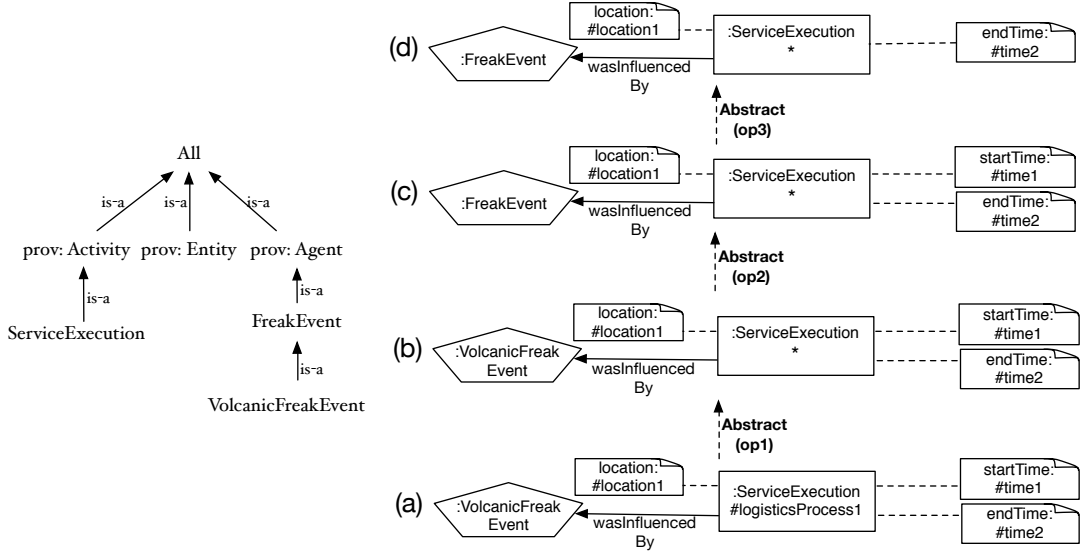 All
is-a
is-a
is-a
prov: Activity
prov: Entity
prov: Agent
is-a
is-a
ServiceExecution
FreakEvent
is-a
VolcanicFreakEvent
(d)
:FreakEvent
location:
#location1
wasInfluenced
By
:ServiceExecution
*
endTime:
#time2
Abstract
(op3)
(c)
:FreakEvent
location:
#location1
wasInfluenced
By
:ServiceExecution
*
startTime:
#time1
endTime:
#time2
Abstract
(op2)
(b)
:VolcanicFreak
Event
location:
#location1
wasInfluenced
By
:ServiceExecution
*
startTime:
#time1
endTime:
#time2
Abstract
(op1)
(a)
:VolcanicFreak
Event
location:
#location1
wasInfluenced
By
:ServiceExecution
#logisticsProcess1
startTime:
#time1
endTime:
#time2